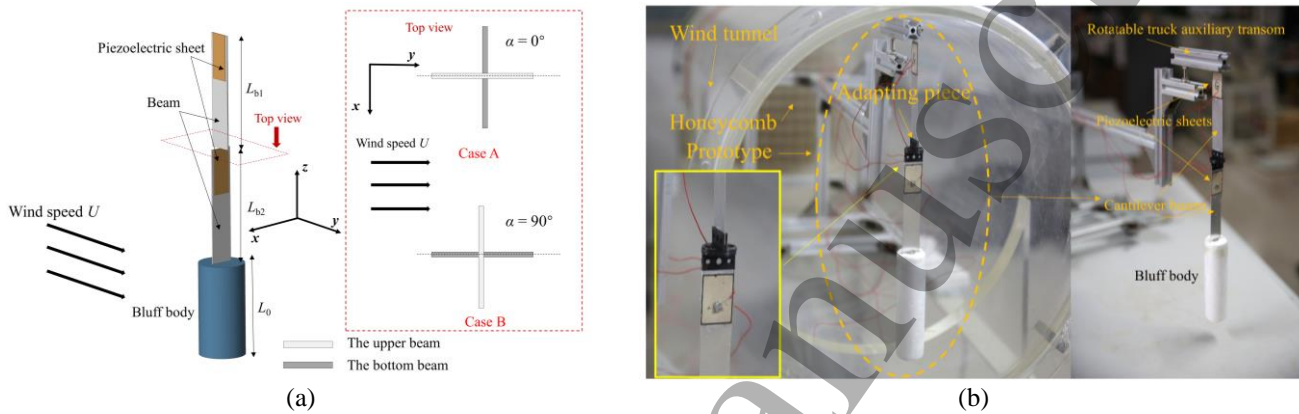 Piezoelectric sheet
Beam
L_b1
Top view
L_b2
Wind speed U
z
x
y
Bluff body
L_0
Top view
α = 0°
y
x
Wind speed U
Case A
α = 90°
Case B
The upper beam
The bottom beam
(a)
Wind tunnel
Adapting piece
Honeycomb
Prototype
Rotatable truck auxiliary transom
Piezoelectric sheets
Cantilever
Bluff body
(b)